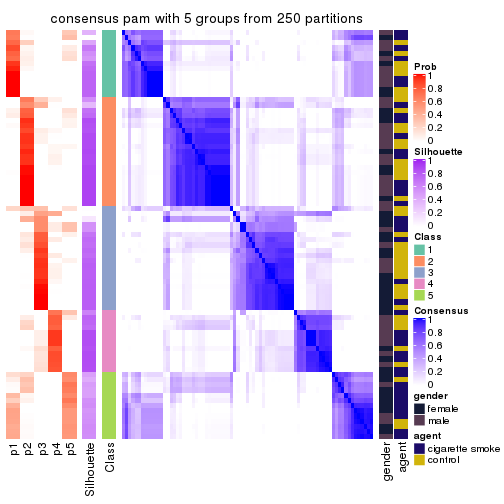 consensus pam with 5 groups from 250 partitions
Prob
1
0.8
0.6
0.4
0.2
0
Silhouette
1
0.8
0.6
0.4
0.2
0
Class
1
2
3
4
5
Consensus
1
0.8
0.6
0.4
0.2
0
gender
female
male
agent
cigarette smoke
control
p1
p2
p3
p4
p5
Silhouette
Class
gender
agent